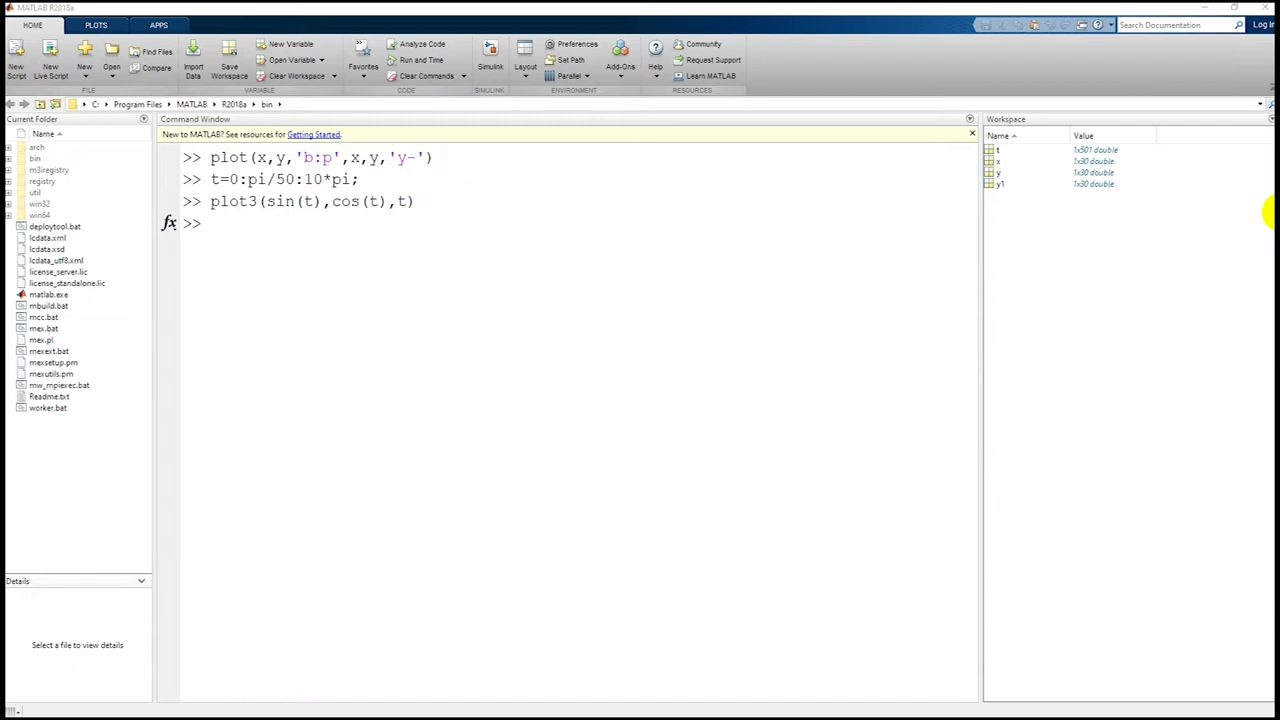 MATLAB R2018a
HOME PLOTS APPS
Search Documentation
Log In
New Script
New Live Script
New
Open
Find Files
Compare
Import Data
Save Workspace
New Variable
Open Variable
Clear Workspace
Favorites
Analyze Code
Run and Time
Clear Commands
Simulink
Layout
Preferences
Set Path
Parallel
Add-Ons
Help
Community
Request Support
Learn MATLAB
FILE VARIABLE CODE SIMULINK ENVIRONMENT RESOURCES
C: Program Files MATLAB R2018a bin
Current Folder
Name
arch
bin
m3iregistry
registry
util
win32
win64
deploytool.bat
lcdata.xml
lcdata.xsd
lcdata_utf8.xml
license_server.lic
license_standalone.lic
matlab.exe
mbuild.bat
mcc.bat
mex.bat
mex.pl
mexext.bat
mexsetup.pm
mexutils.pm
mw_mpiexec.bat
Readme.txt
worker.bat
Details
Select a file to view details
Command Window
New to MATLAB? See resources for Getting Started.
>> plot(x,y,'b:p',x,y,'y-')
>> t=0:pi/50:10*pi;
>> plot3(sin(t),cos(t),t)
fx >>
Workspace
Name Value
t 1x501 double
x 1x30 double
y 1x30 double
y1 1x30 double